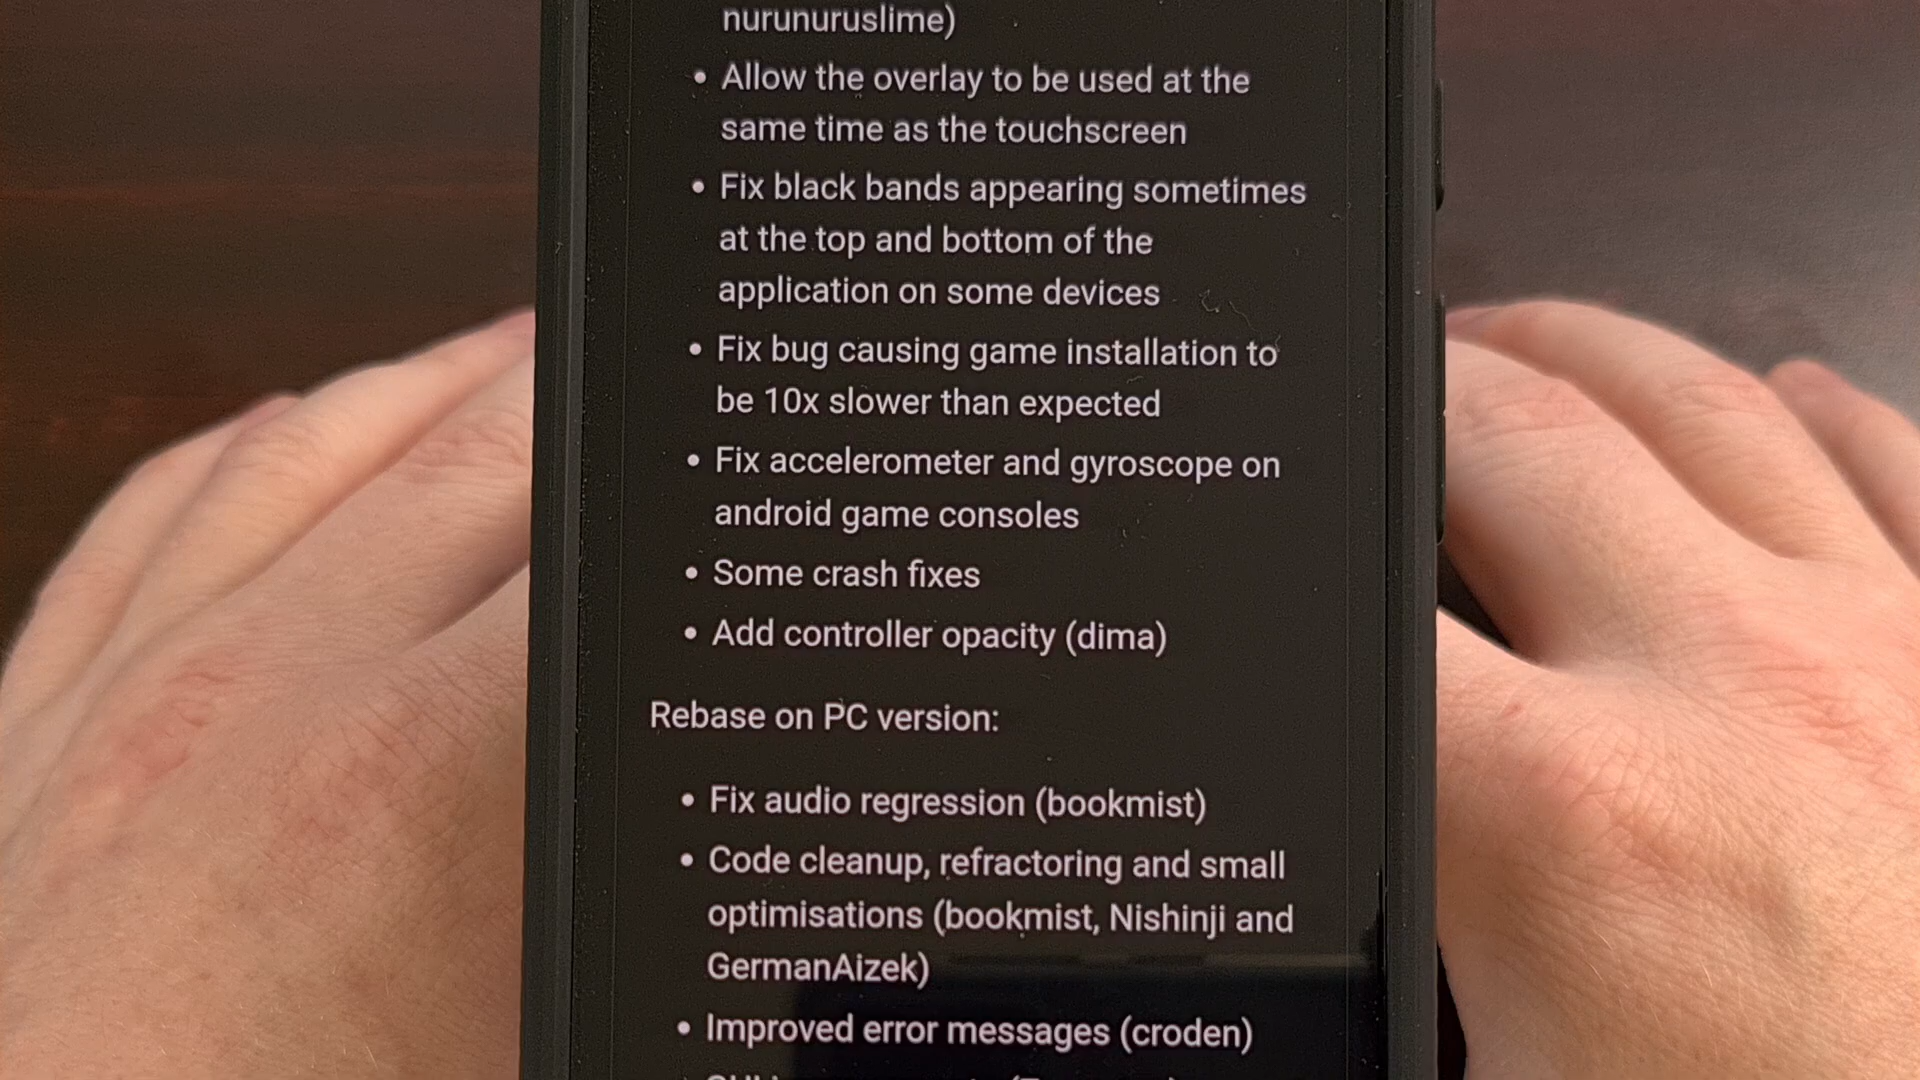 nurunuruslime)
• Allow the overlay to be used at the
same time as the touchscreen
• Fix black bands appearing sometimes
at the top and bottom of the
application on some devices
• Fix bug causing game installation to
be 10x slower than expected
• Fix accelerometer and gyroscope on
android game consoles
• Some crash fixes
• Add controller opacity (dima)
Rebase on PC version:
• Fix audio regression (bookmist)
• Code cleanup, refractoring and small
optimisations (bookmist, Nishinji and
GermanAizek)
• Improved error messages (croden)